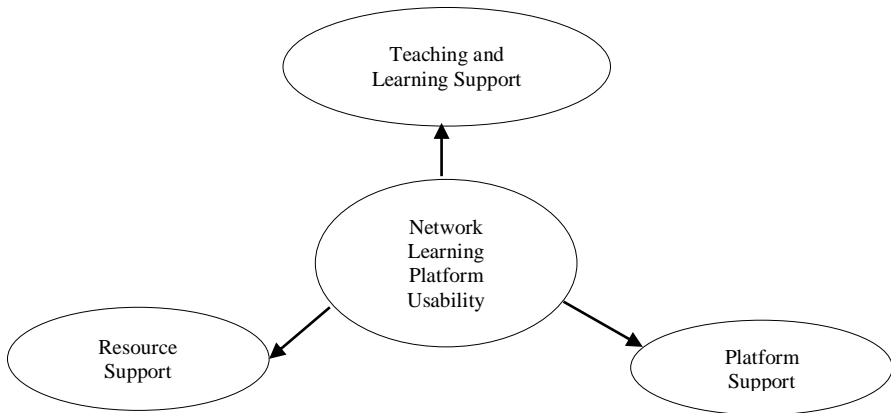 Teaching and
Learning Support
Network
Learning
Platform
Usability
Resource
Support
Platform
Support